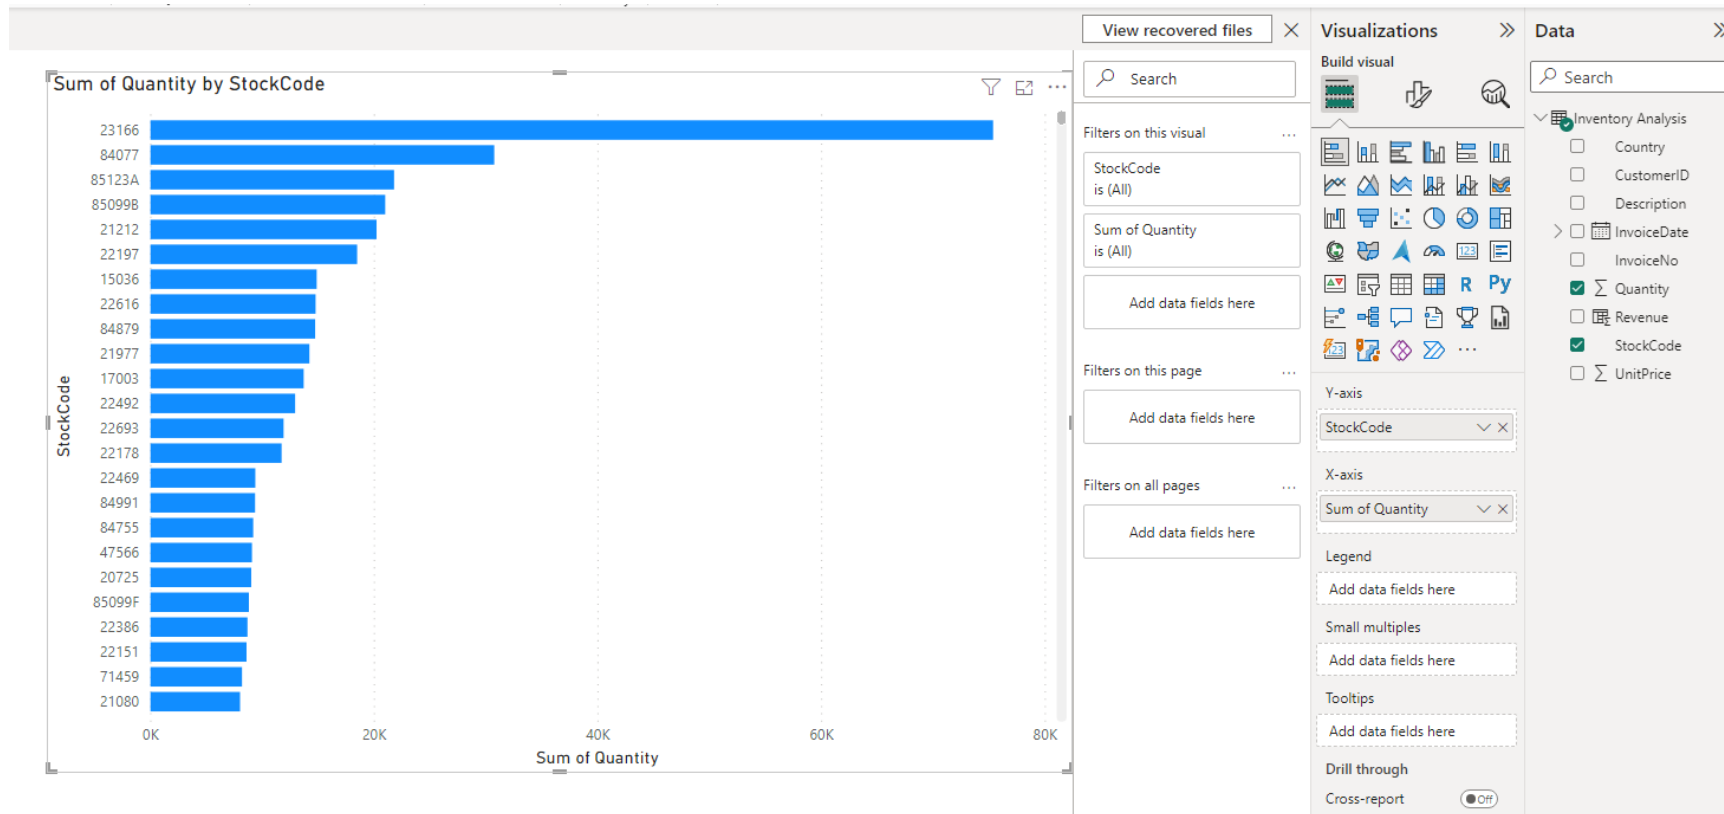 View recovered files
Sum of Quantity by StockCode
StockCode
23166
84077
85123A
85099B
21212
22197
15036
22616
84879
21977
17003
22492
22693
22178
22469
84991
84755
47566
20725
85099F
22386
22151
71459
21080
0K 20K 40K 60K 80K
Sum of Quantity
Search
Filters on this visual
StockCode
is (All)
Sum of Quantity
is (All)
Add data fields here
Filters on this page
Add data fields here
Filters on all pages
Add data fields here
Visualizations
Build visual
123
R Py
123
Y-axis
StockCode
X-axis
Sum of Quantity
Legend
Add data fields here
Small multiples
Add data fields here
Tooltips
Add data fields here
Drill through
Cross-report
Off
Data
Search
Inventory Analysis
Country
CustomerID
Description
InvoiceDate
InvoiceNo
Quantity
Revenue
StockCode
UnitPrice